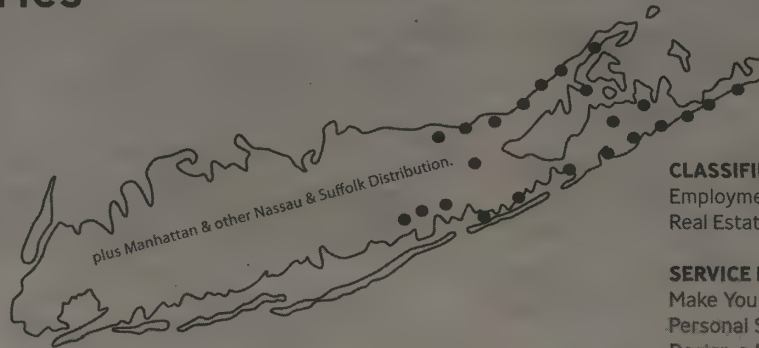 plus Manhattan & other Nassau & Suffolk Distribution.
CLASSIFI
Employme
Real Estat
SERVICE
Make You
Personal S